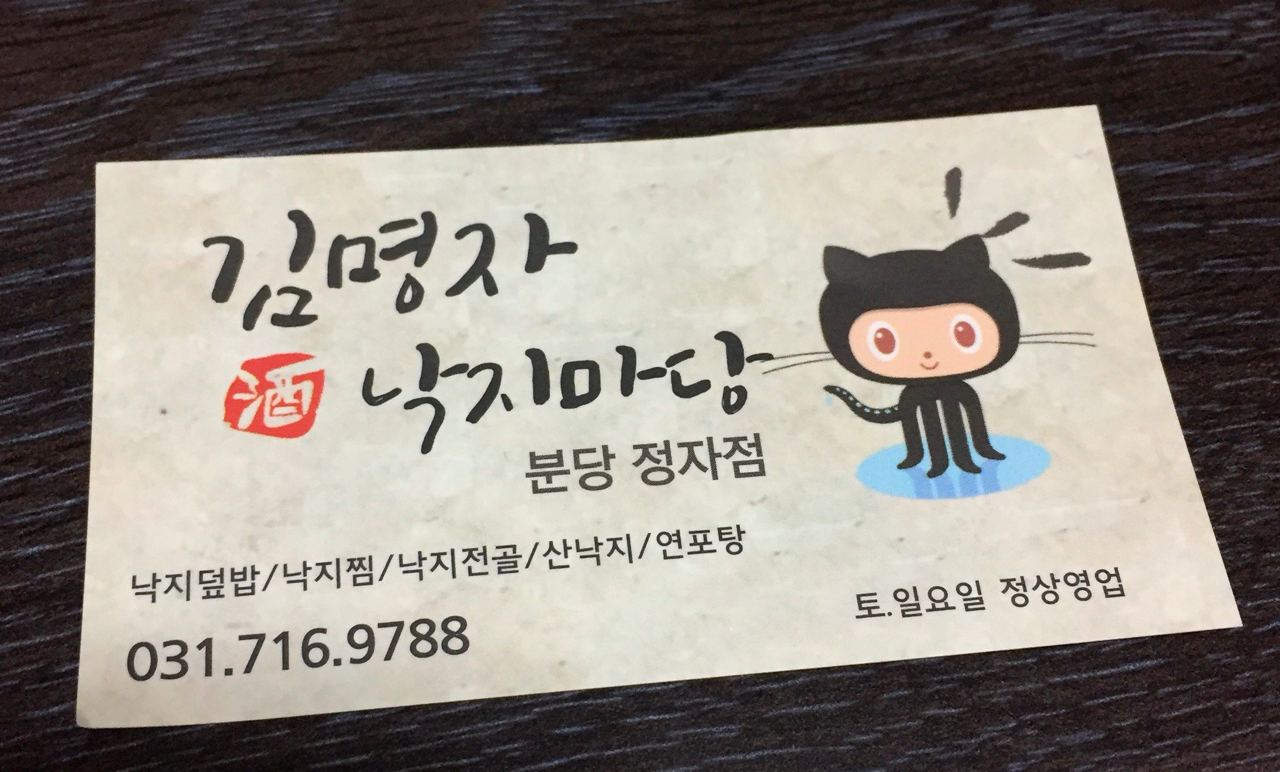 김명자
酒 낙지마당
분당 정자점
낙지덮밥/낙지찜/낙지전골/산낙지/연포탕
031.716.9788
토.일요일 정상영업